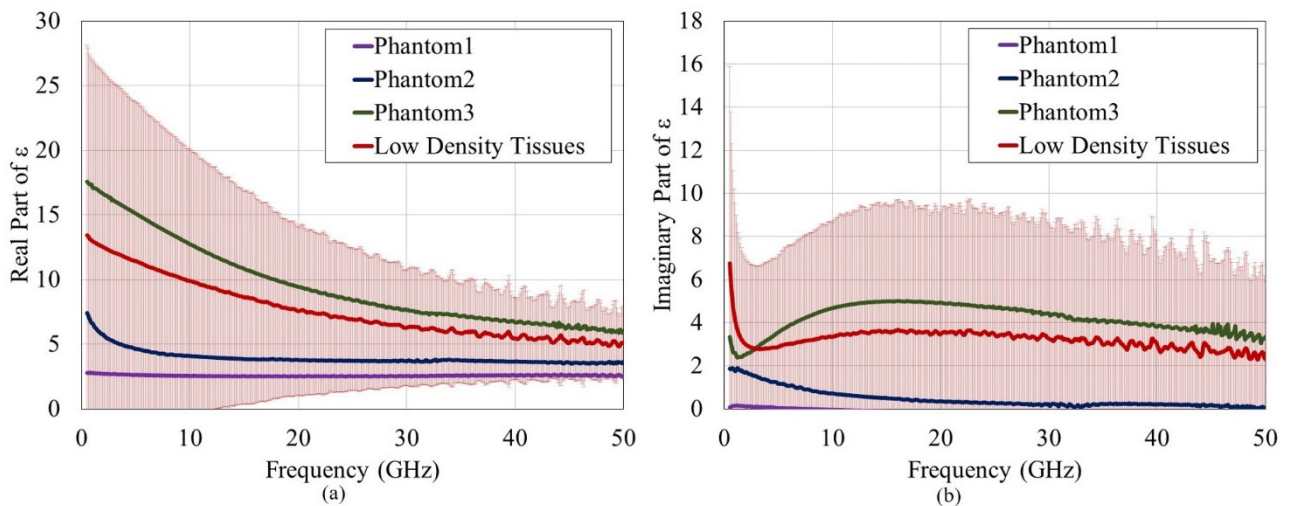 30
25
20
15
10
5
0
Real Part of ε
Phantom1
Phantom2
Phantom3
Low Density Tissues
0 10 20 30 40 50
Frequency (GHz)
(a)
18
16
14
12
10
8
6
4
2
0
Imaginary Part of ε
Phantom1
Phantom2
Phantom3
Low Density Tissues
0 10 20 30 40 50
Frequency (GHz)
(b)